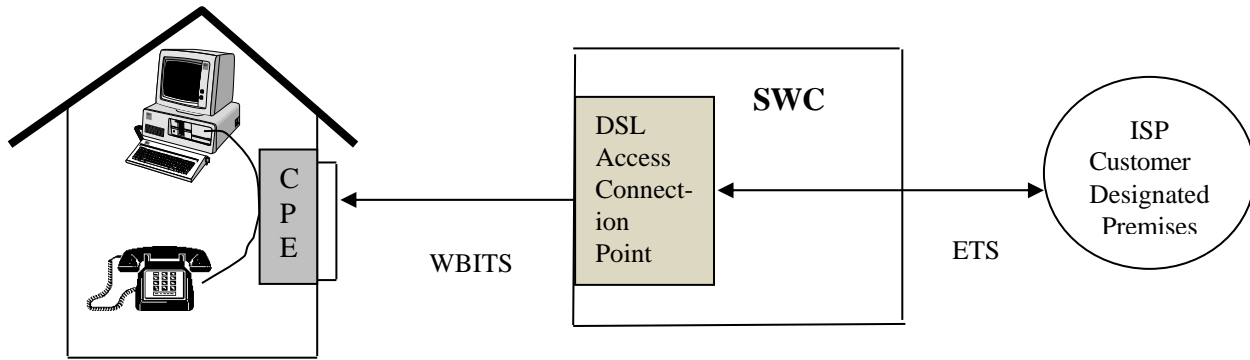 C
P
E
WBITS
SWC
DSL
Access
Connect-
ion
Point
ETS
ISP
Customer
Designated
Premises